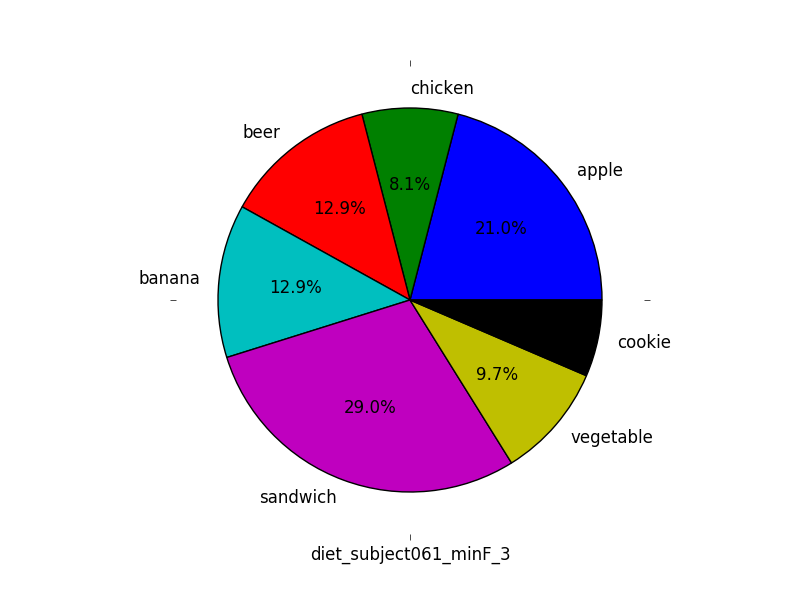 chicken
beer
apple
8.1%
12.9%
21.0%
banana
12.9%
cookie
9.7%
29.0%
vegetable
sandwich
diet_subject061_minF_3